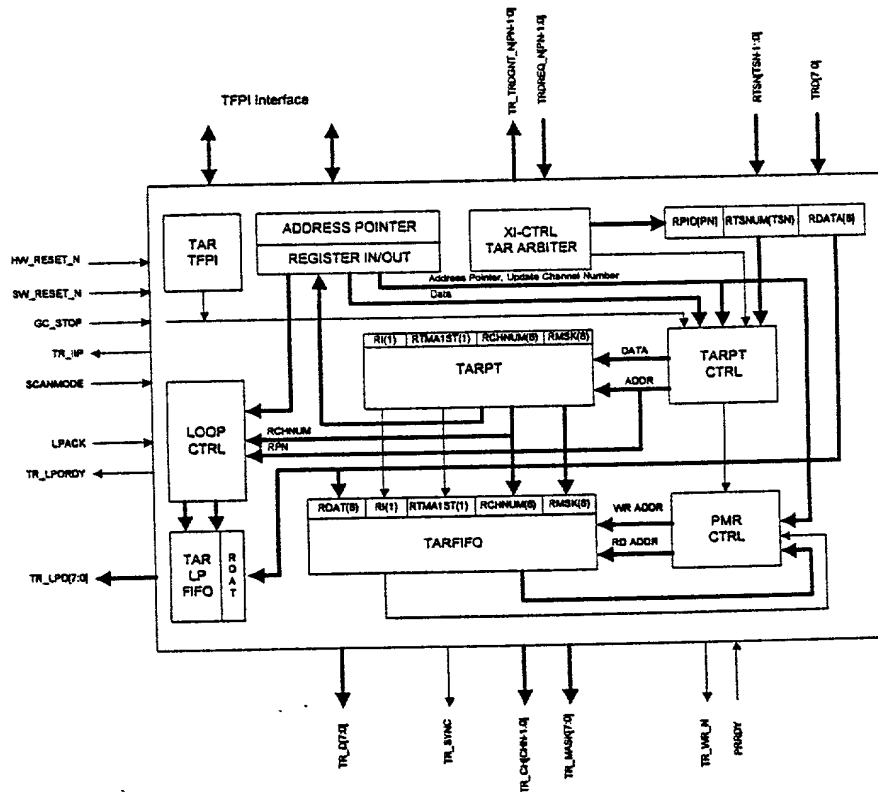 TR_TRDGNT_N[PN-1:0]
TRDREQ_N[PN-1:0]
RTSN[TSN-1:0]
TRD[7:0]
TFPI Interface
TAR
TFPI
ADDRESS POINTER
REGISTER IN/OUT
XI-CTRL
TAR ARBITER
RPID[PN]
RTSNUM[TSN]
RDATA[8]
HW_RESET_N
SW_RESET_N
GC_STOP
TR_IIP
SCANMODE
LPACK
TR_LPDRDY
TR_LPD[7:0]
Address Pointer, Update Channel Number
Data
RI(1)
RTMA1ST(1)
RCHNUM(8)
RMSK(8)
TARPT
DATA
ADDR
TARPT
CTRL
LOOP
CTRL
RCHNUM
RPN
RDAT(8)
RI(1)
RTMA1ST(1)
RCHNUM(8)
RMSK(8)
TARFIFO
WR ADDR
RD ADDR
PMR
CTRL
TAR
LP
FIFO
RDAT
TR_D[7:0]
TR_SYNC
TR_CH[CHN-1:0]
TR_MASK[7:0]
TR_WR_N
PRRDY